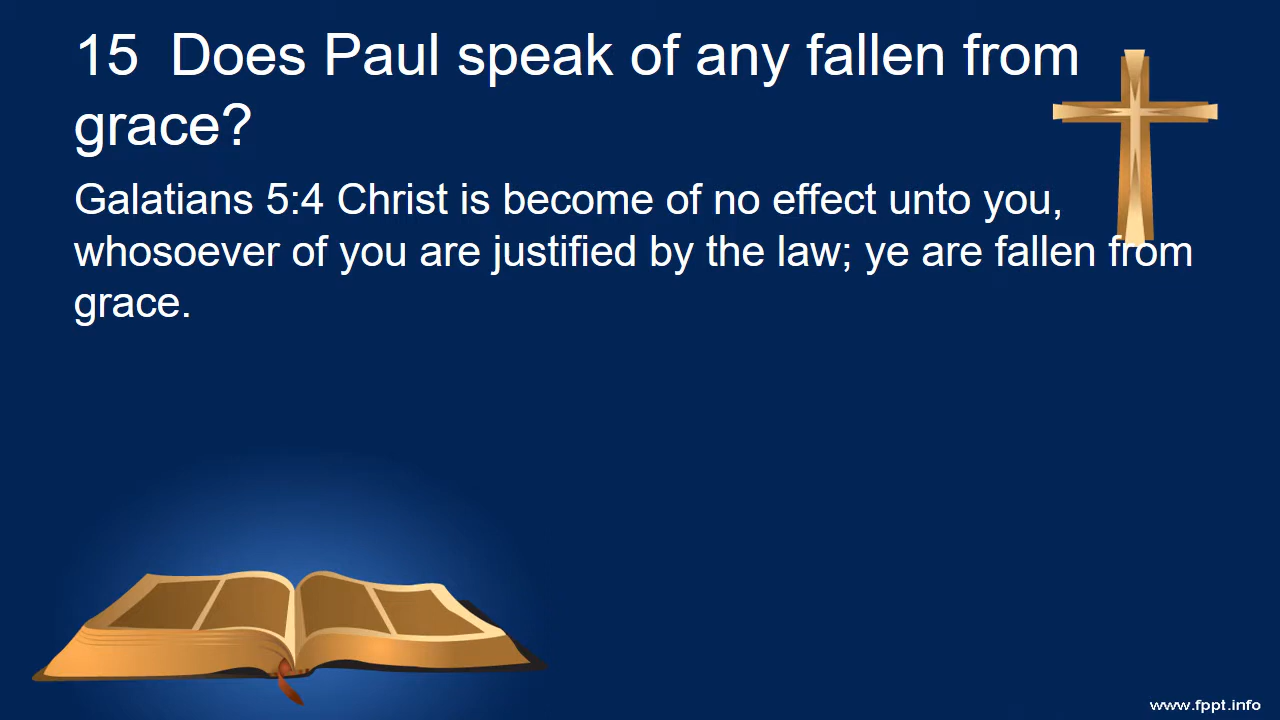 15  Does Paul speak of any fallen from
grace?
Galatians 5:4 Christ is become of no effect unto you,
whosoever of you are justified by the law; ye are fallen from
grace.
www.fppt.info